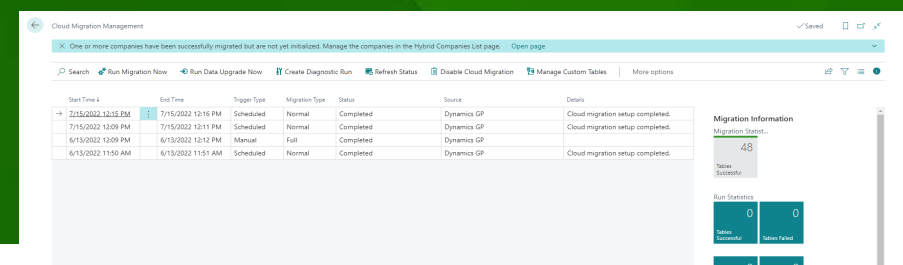 Cloud Migration Management
Saved
One or more companies have been successfully migrated but are not yet initialized. Manage the companies in the Hybrid Companies List page. Open page
Search Run Migration Now Run Data Upgrade Now Create Diagnostic Run Refresh Status Disable Cloud Migration Manage Custom Tables More options
Start Time ↓ End Time Trigger Type Migration Type Status Source Details
7/15/2022 12:15 PM 7/15/2022 12:16 PM Scheduled Normal Completed Dynamics GP Cloud migration setup completed.
7/15/2022 12:09 PM 7/15/2022 12:11 PM Scheduled Normal Completed Dynamics GP Cloud migration setup completed.
6/13/2022 12:09 PM 6/13/2022 12:12 PM Manual Full Completed Dynamics GP
6/13/2022 11:50 AM 6/13/2022 11:51 AM Scheduled Normal Completed Dynamics GP Cloud migration setup completed.
Migration Information
Migration Statist...
48
Tables
Successful
Run Statistics
0 0
Tables
Successful Tables Failed